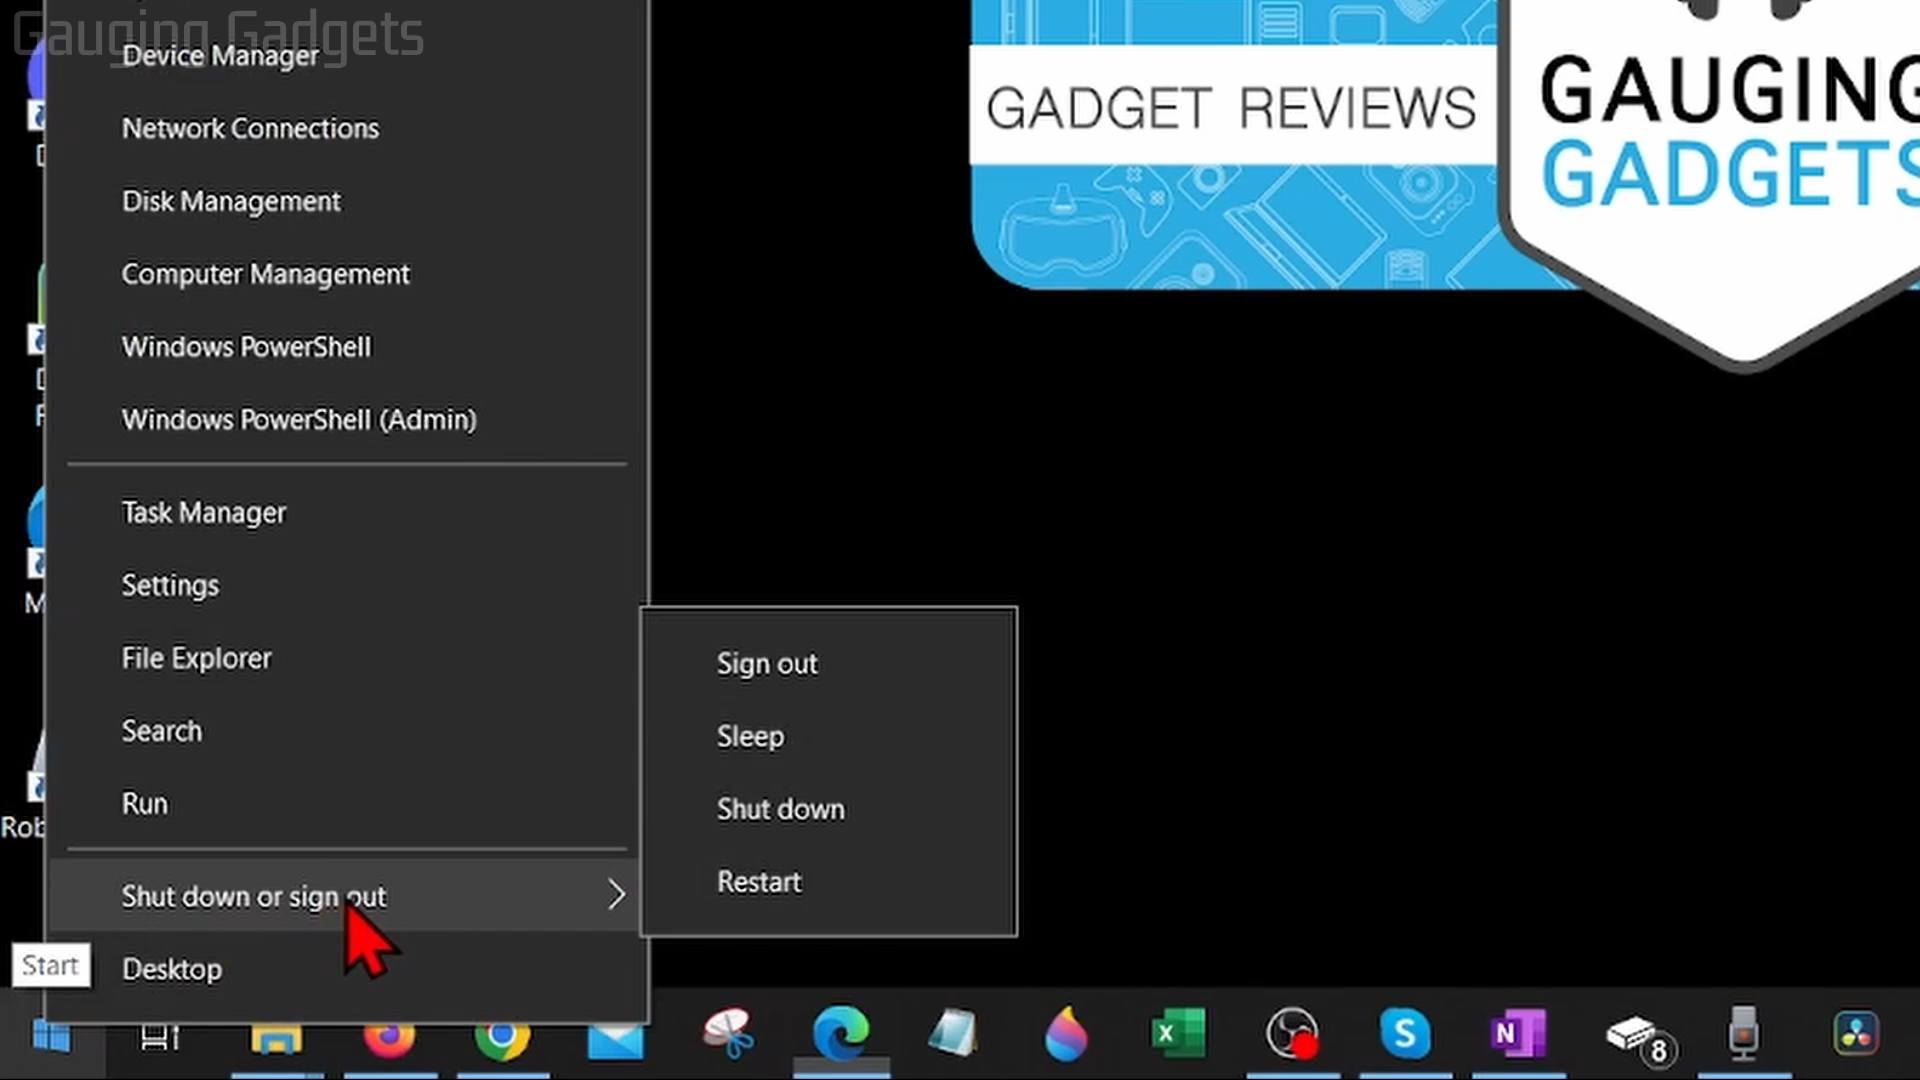 Gauging Gadgets
Device Manager
Network Connections
Disk Management
Computer Management
Windows PowerShell
Windows PowerShell (Admin)
Task Manager
Settings
File Explorer
Search
Run
Shut down or sign out
Desktop
Start
Sign out
Sleep
Shut down
Restart
GADGET REVIEWS
GAUGING
GADGETS
M
Rob
X
S
N
8